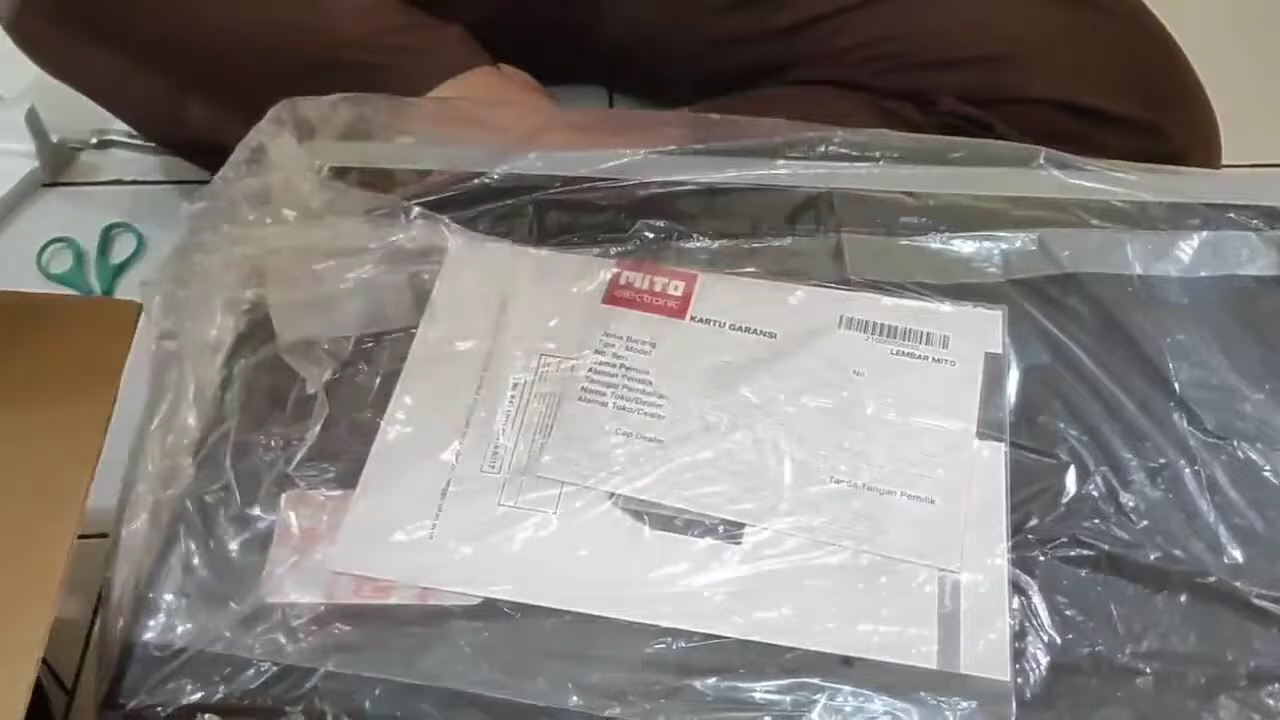 MITO
electronic
KARTU GARANSI
LEMBAR MITO
No
Jenis Barang
Tipe / Model
No. Seri
Nama Pemilik
Alamat Pemilik
Tanggal Pembelian
Nama Toko/Dealer
Alamat Toko/Dealer
Cap Dealer
Tanda Tangan Pemilik